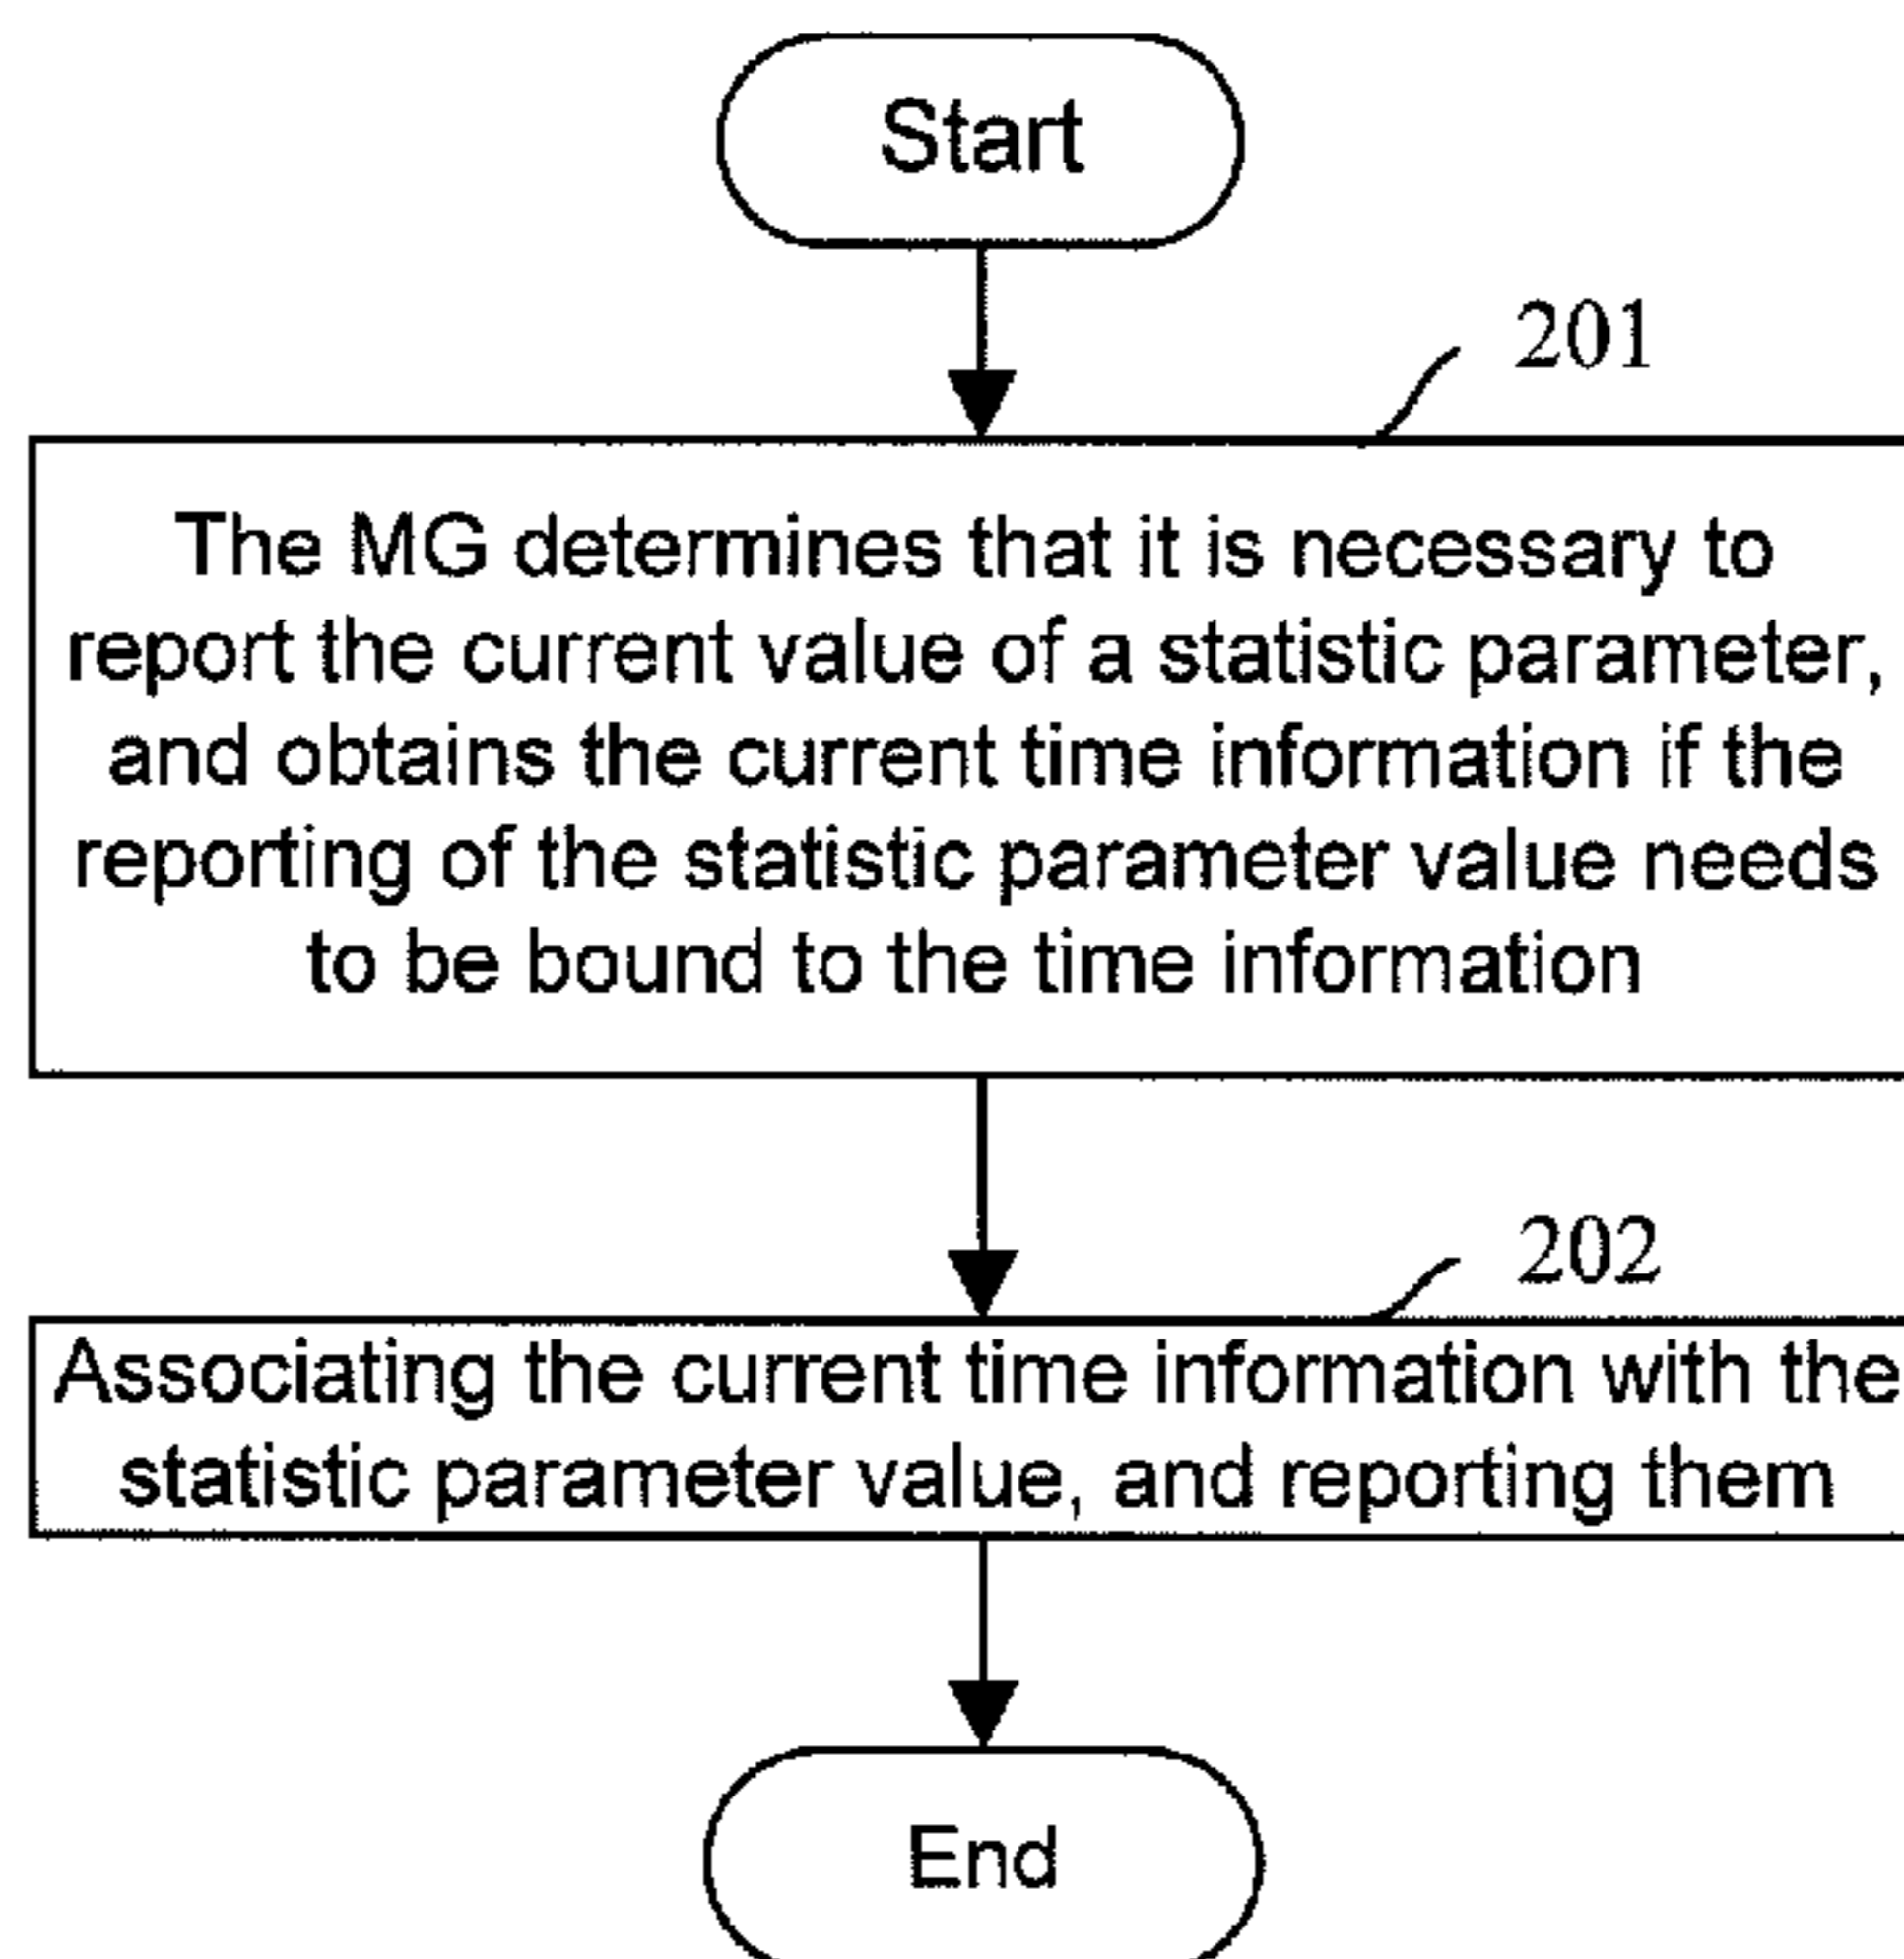 Start
201
The MG determines that it is necessary to
report the current value of a statistic parameter,
and obtains the current time information if the
reporting of the statistic parameter value needs
to be bound to the time information
202
Associating the current time information with the
statistic parameter value, and reporting them
End